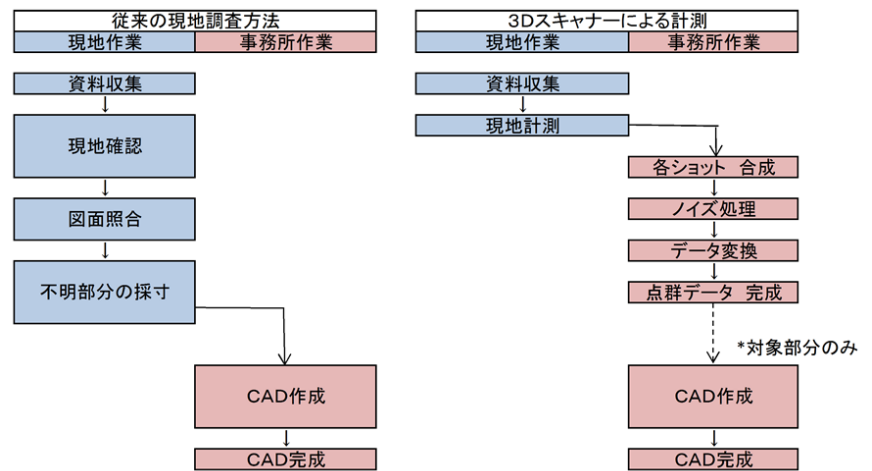 従来の現地調査方法
現地作業
事務所作業
資料収集
現地確認
図面照合
不明部分の採寸
CAD作成
CAD完成
3Dスキャナーによる計測
現地作業
事務所作業
資料収集
現地計測
各ショット 合成
ノイズ処理
データ変換
点群データ 完成
*対象部分のみ
CAD作成
CAD完成